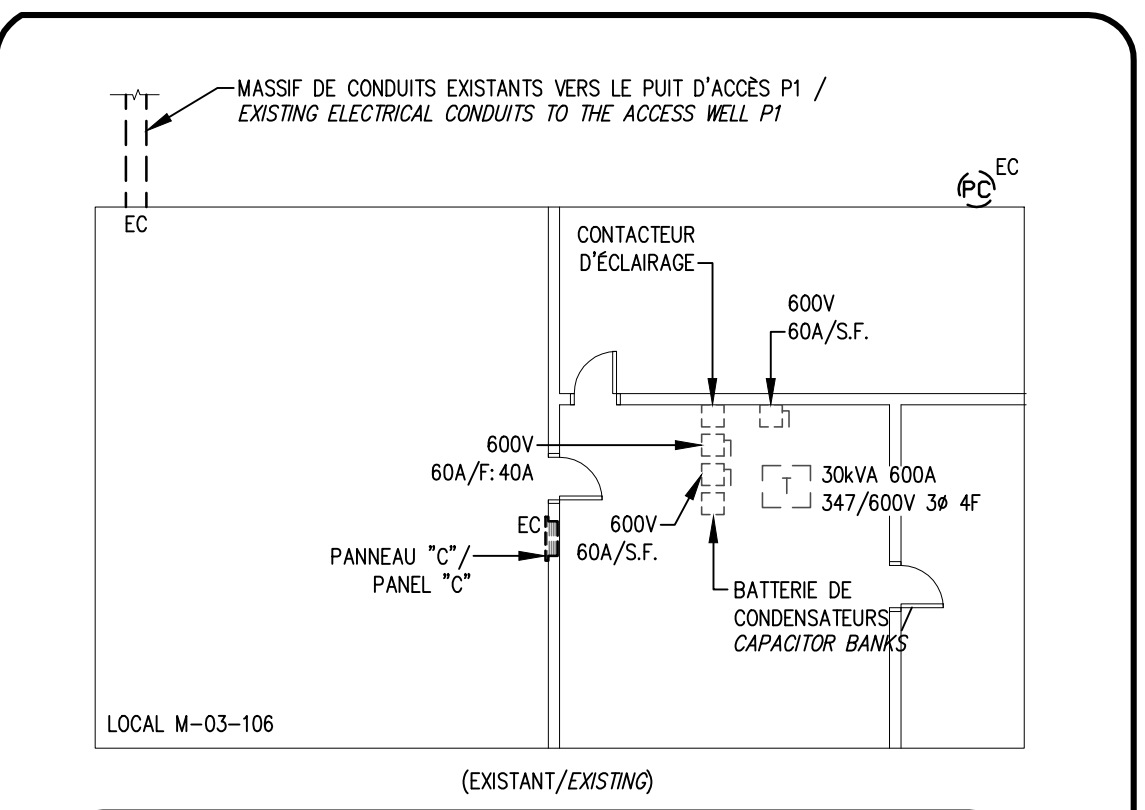 MASSIF DE CONDUITS EXISTANTS VERS LE PUIT D'ACCÈS P1 /
EXISTING ELECTRICAL CONDUITS TO THE ACCESS WELL P1
EC
PC
EC
CONTACTEUR
D'ÉCLAIRAGE
600V
60A/S.F.
600V
60A/F:40A
T
30kVA 600A
347/600V 3ø 4F
EC
600V
60A/S.F.
PANNEAU "C"/
PANEL "C"
BATTERIE DE
CONDENSATEURS
CAPACITOR BANKS
LOCAL M-03-106
(EXISTANT/EXISTING)